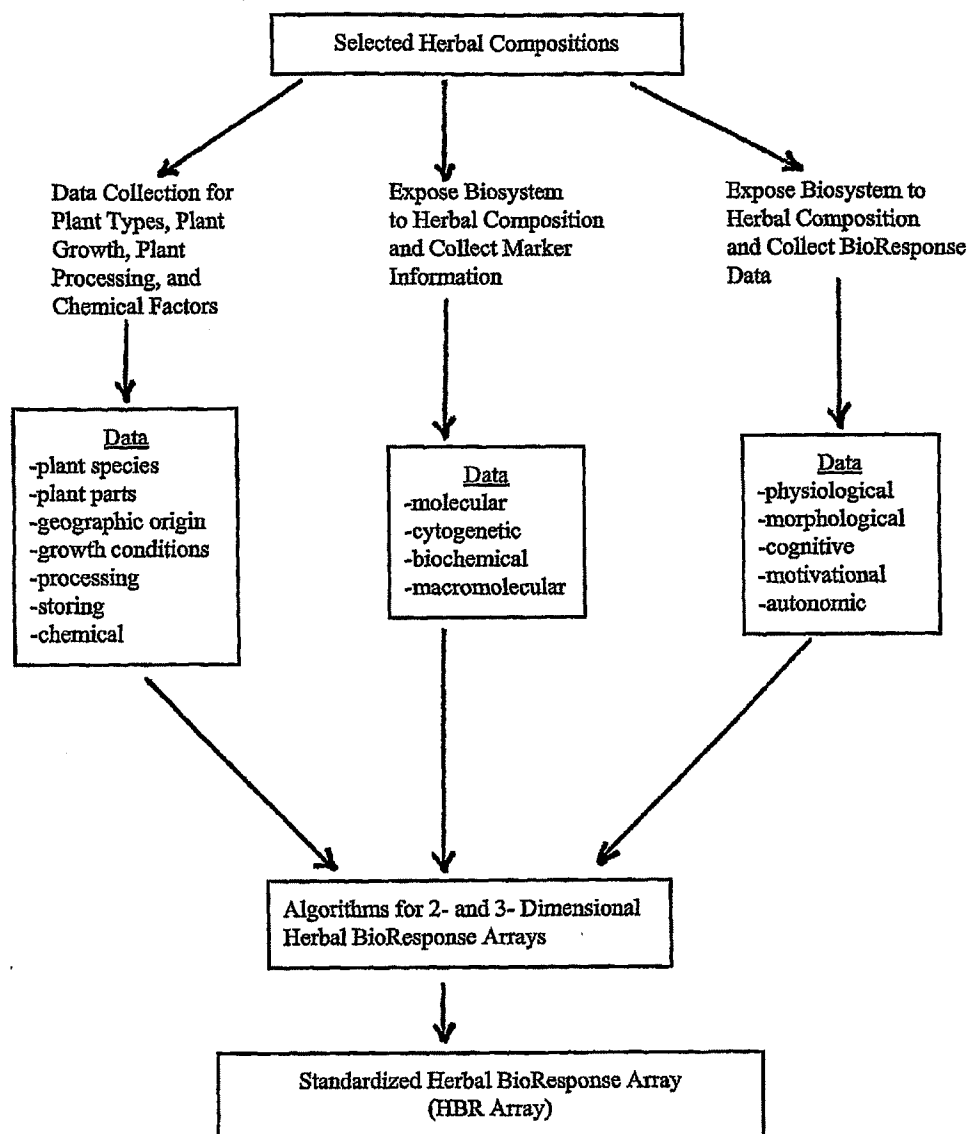 Selected Herbal Compositions
Data Collection for
Plant Types, Plant
Growth, Plant
Processing, and
Chemical Factors
Expose Biosystem
to Herbal Composition
and Collect Marker
Information
Expose Biosystem to
Herbal Composition
and Collect BioResponse
Data
Data
-plant species
-plant parts
-geographic origin
-growth conditions
-processing
-storing
-chemical
Data
-molecular
-cytogenetic
-biochemical
-macromolecular
Data
-physiological
-morphological
-cognitive
-motivational
-autonomic
Algorithms for 2- and 3- Dimensional
Herbal BioResponse Arrays
Standardized Herbal BioResponse Array
(HBR Array)